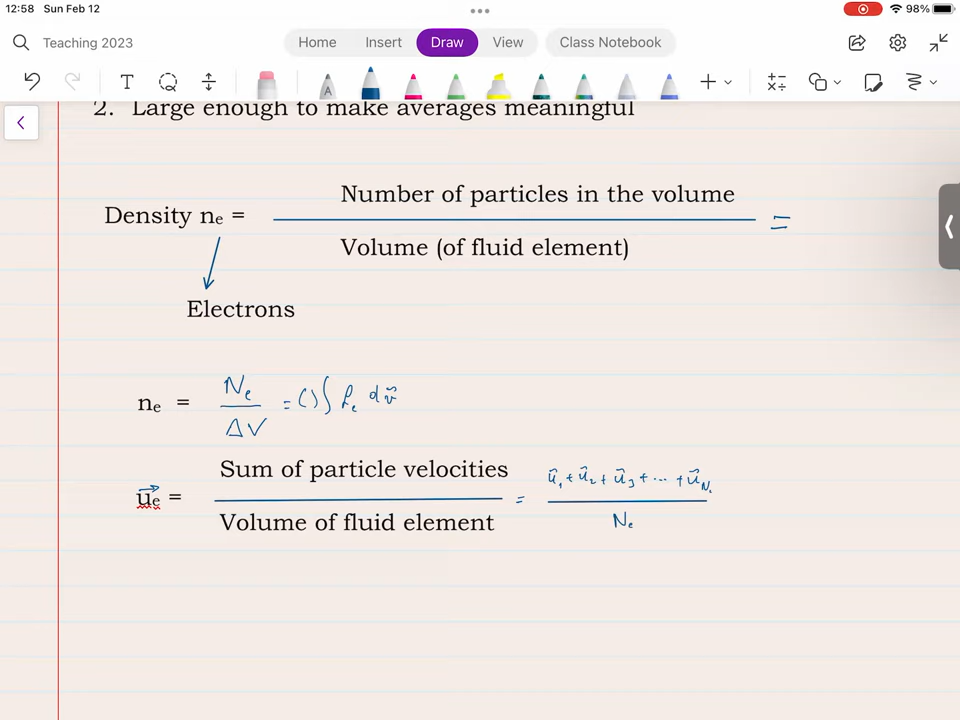 12:58 Sun Feb 12
98%
Teaching 2023
Home Insert Draw View Class Notebook
T A
2. Large enough to make averages meaningful
Number of particles in the volume
Density nₑ = =
Volume (of fluid element)
Electrons
nₑ = Nₑ / ΔV = ( ) ∫ fₑ dv⃗
Sum of particle velocities
u⃗ₑ = = (u⃗₁ + u⃗₂ + u⃗₃ + ... + u⃗_Nₑ) / Nₑ
Volume of fluid element